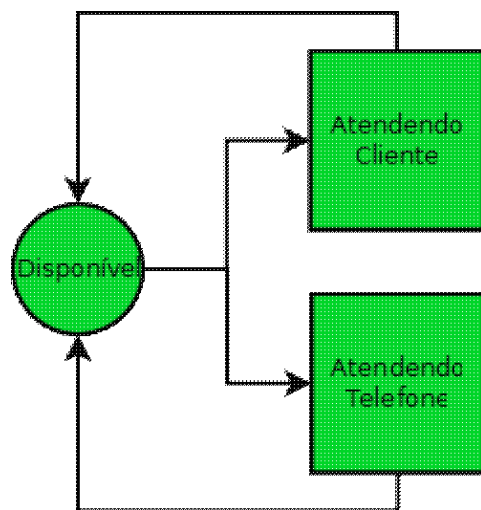 Atendendo
Cliente
Disponível
Atendendo
Telefone